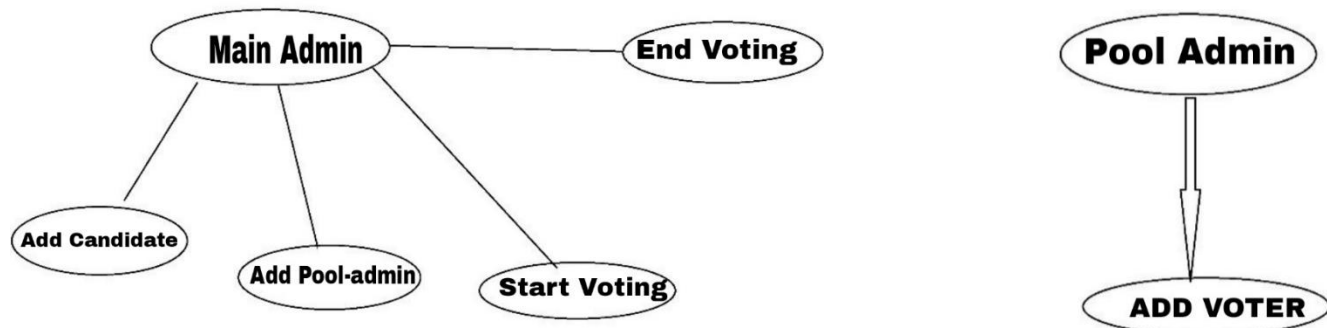 Main Admin
End Voting
Pool Admin
Add Candidate
Add Pool-admin
Start Voting
ADD VOTER